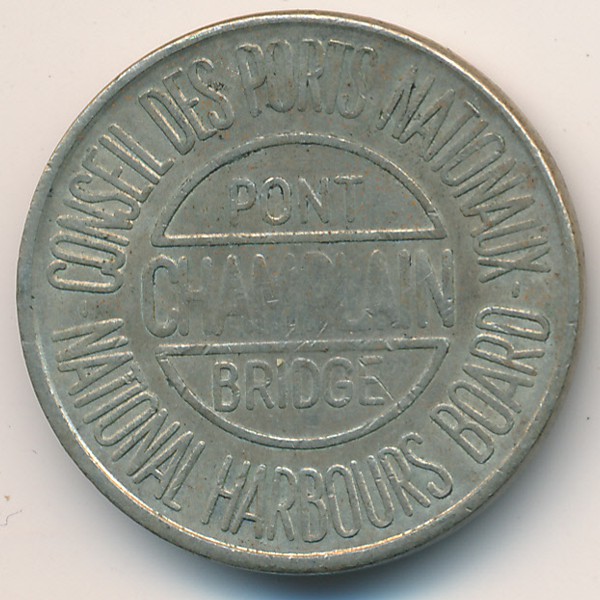 CONSEIL DES PORTS NATIONAUX
PONT
CHAMPLAIN
BRIDGE
- NATIONAL HARBOURS BOARD -